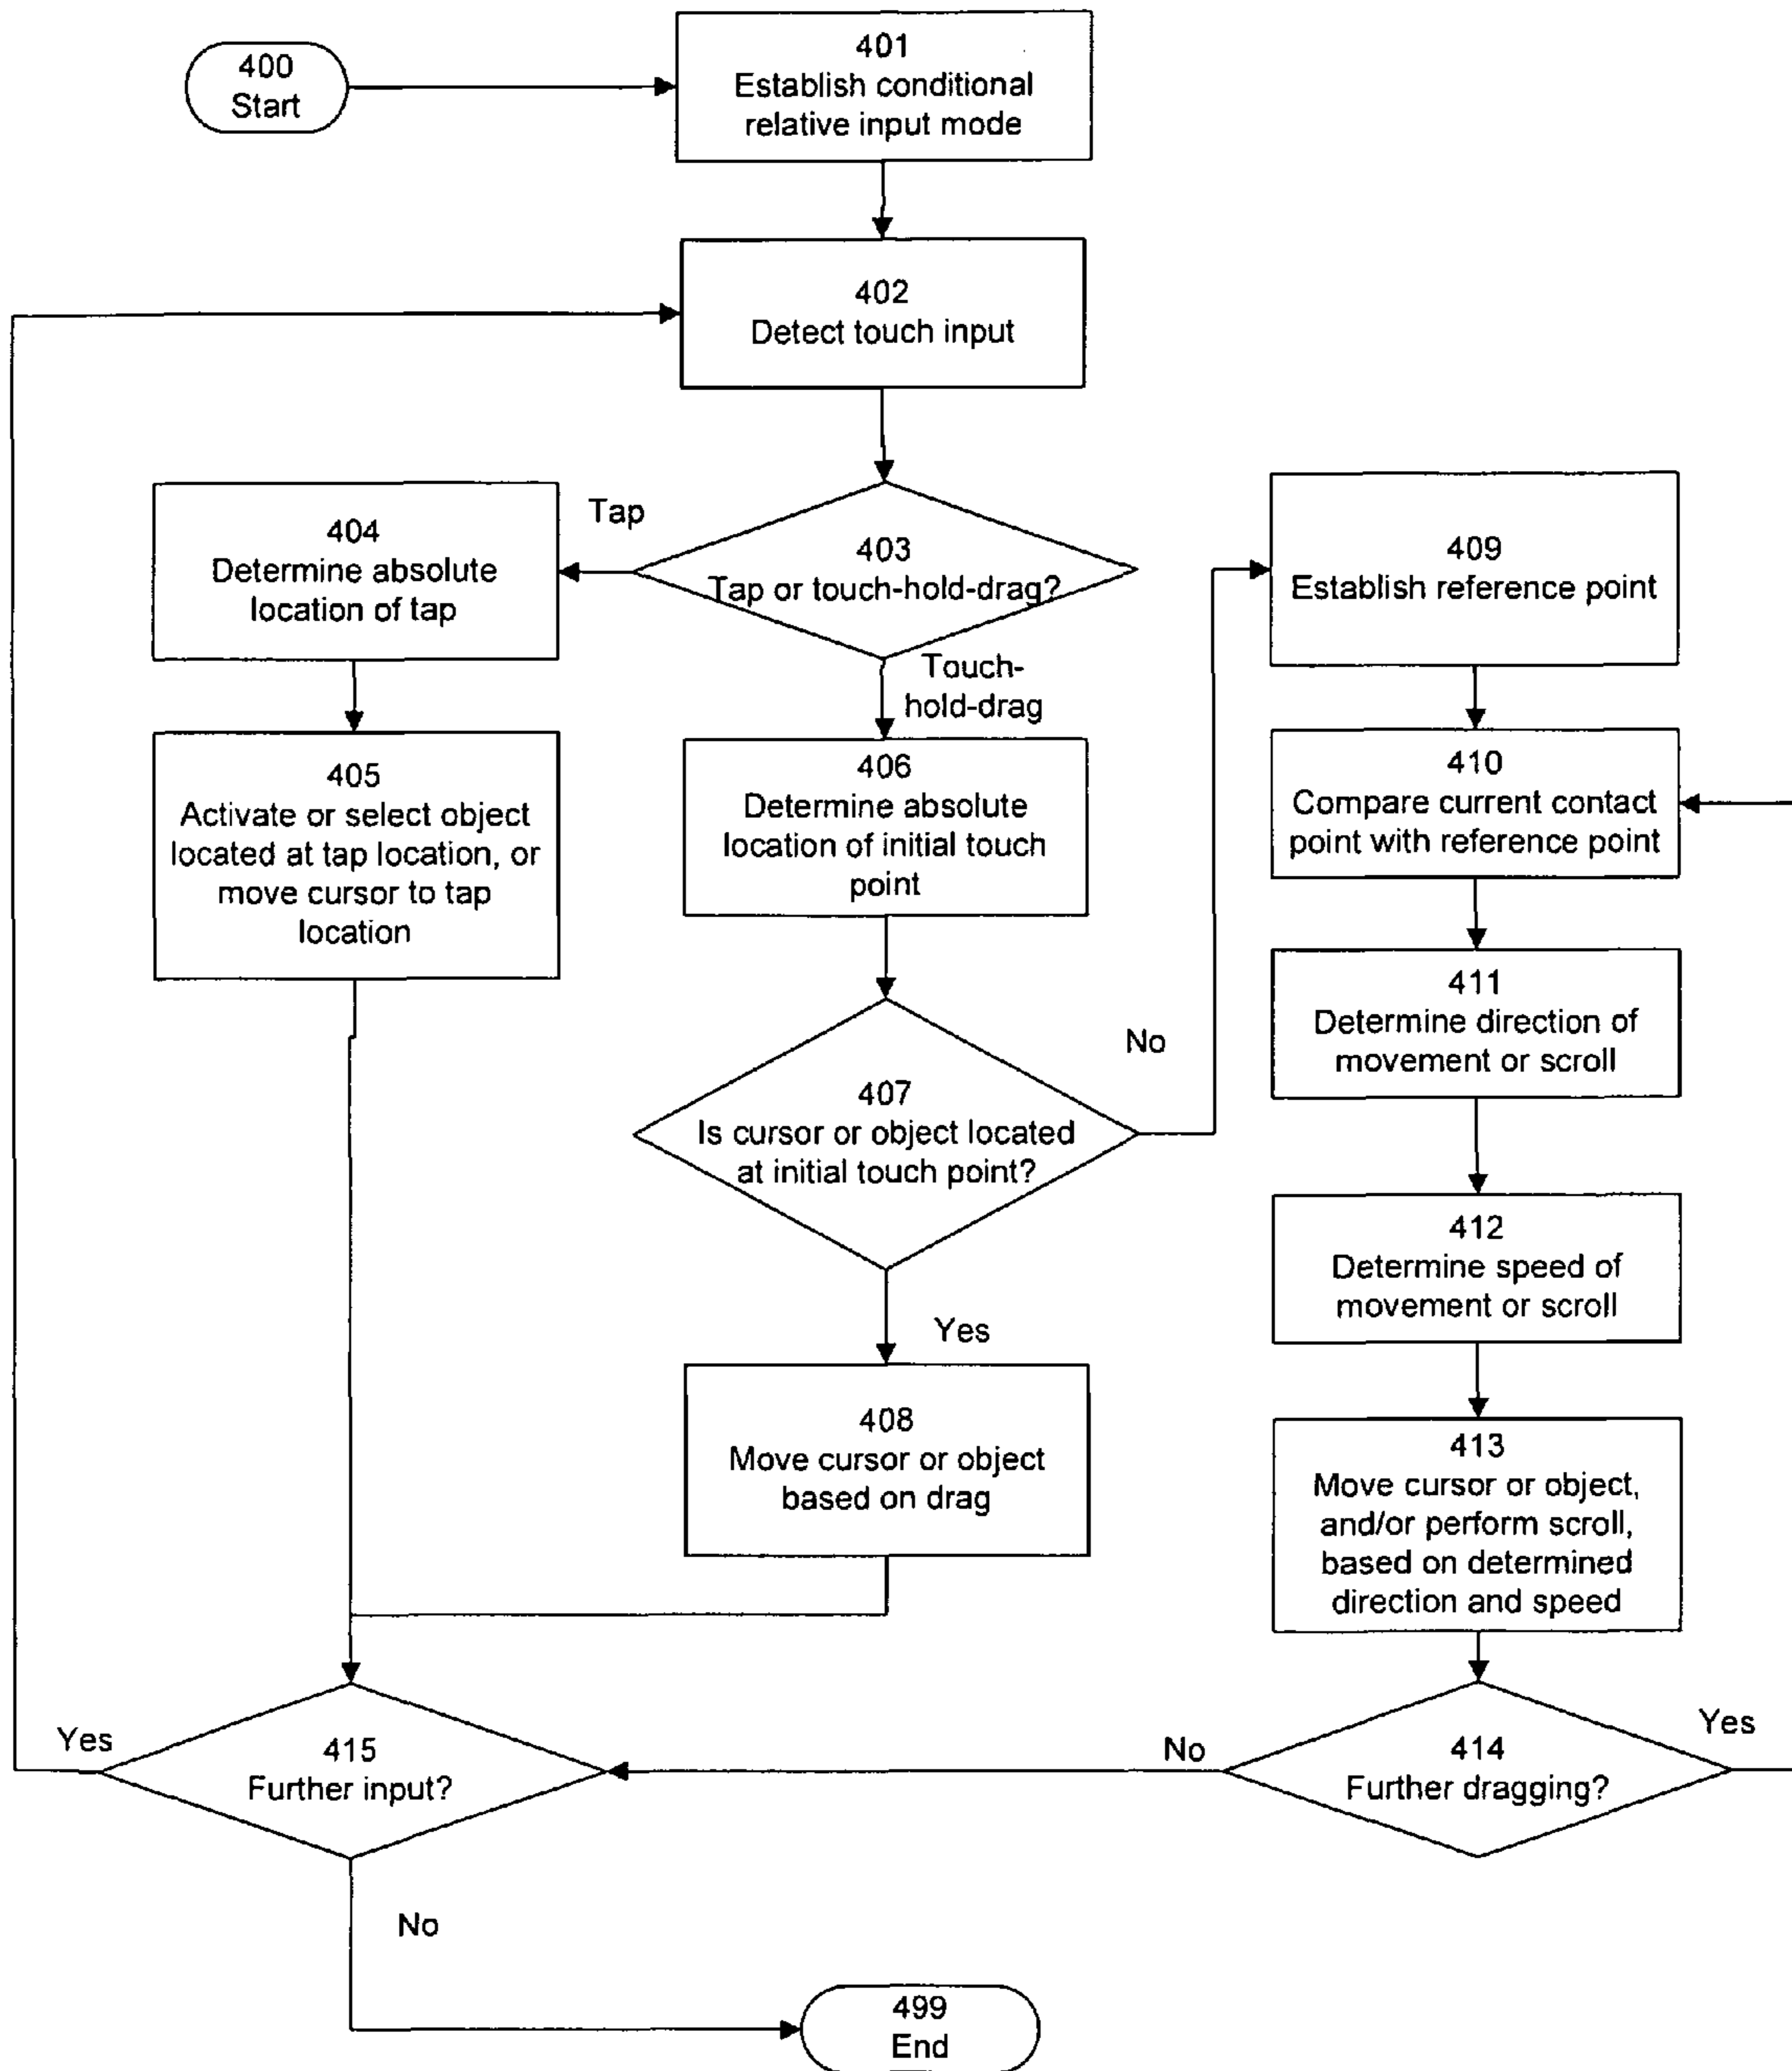 400
Start
401
Establish conditional
relative input mode
402
Detect touch input
403
Tap or touch-hold-drag?
Tap
404
Determine absolute
location of tap
405
Activate or select object
located at tap location, or
move cursor to tap
location
Touch-
hold-drag
406
Determine absolute
location of initial touch
point
407
Is cursor or object located
at initial touch point?
Yes
408
Move cursor or object
based on drag
No
409
Establish reference point
410
Compare current contact
point with reference point
411
Determine direction of
movement or scroll
412
Determine speed of
movement or scroll
413
Move cursor or object,
and/or perform scroll,
based on determined
direction and speed
414
Further dragging?
Yes
No
415
Further input?
Yes
No
499
End